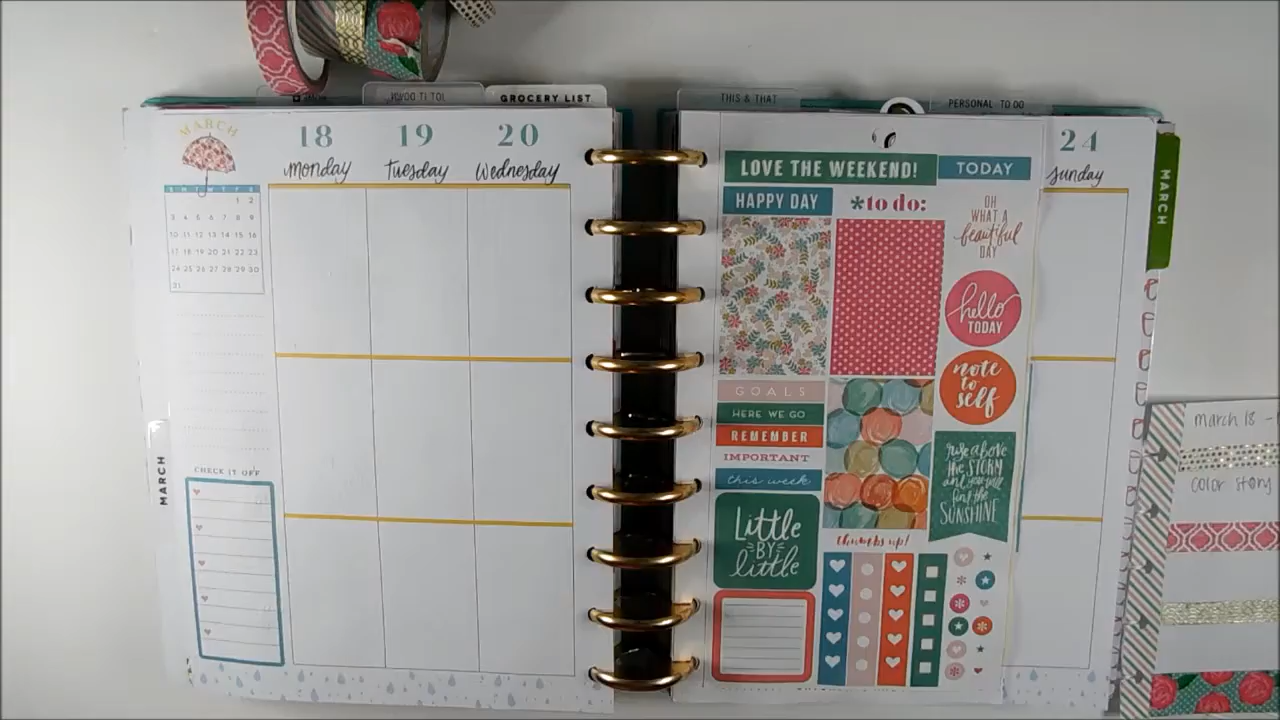 GROCERY LIST
THIS & THAT
PERSONAL TO DO
MARCH
18
19
20
monday
Tuesday
Wednesday
S M T W T F S
1 2
3 4 5 6 7 8 9
10 11 12 13 14 15 16
17 18 19 20 21 22 23
24 25 26 27 28 29 30
31
CHECK IT OFF
MARCH
LOVE THE WEEKEND!
TODAY
HAPPY DAY
*to do:
OH
WHAT A
beautiful
DAY
hello
TODAY
note
to
self
GOALS
HERE WE GO
REMEMBER
IMPORTANT
this week
rise above
the STORM
and you will
find the
SUNSHINE
Little
BY
little
thumbs up!
24
sunday
MARCH
march 18 -
color story